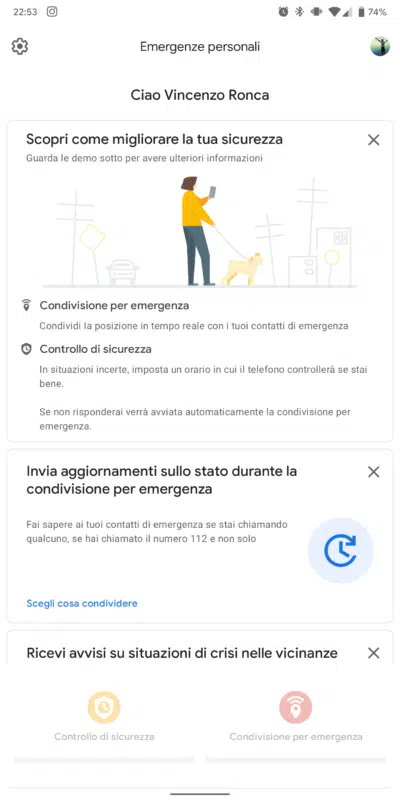 22:53
74%
Emergenze personali
Ciao Vincenzo Ronca
Scopri come migliorare la tua sicurezza
Guarda le demo sotto per avere ulteriori informazioni
Condivisione per emergenza
Condividi la posizione in tempo reale con i tuoi contatti di emergenza
Controllo di sicurezza
In situazioni incerte, imposta un orario in cui il telefono controllerà se stai
bene.
Se non risponderai verrà avviata automaticamente la condivisione per
emergenza.
Invia aggiornamenti sullo stato durante la
condivisione per emergenza
Fai sapere ai tuoi contatti di emergenza se stai chiamando
qualcuno, se hai chiamato il numero 112 e non solo
Scegli cosa condividere
Ricevi avvisi su situazioni di crisi nelle vicinanze
Controllo di sicurezza
Condivisione per emergenza